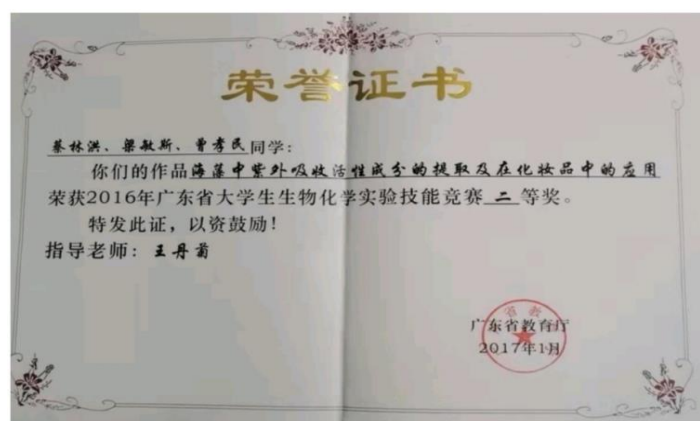 荣誉证书
蔡林洪、梁敏斯、曾孝民同学：
你们的作品海藻中紫外吸收活性成分的提取及在化妆品中的应用
荣获2016年广东省大学生生物化学实验技能竞赛 二 等奖。
特发此证，以资鼓励！
指导老师：王丹菊
广东省教育厅
2017年1月